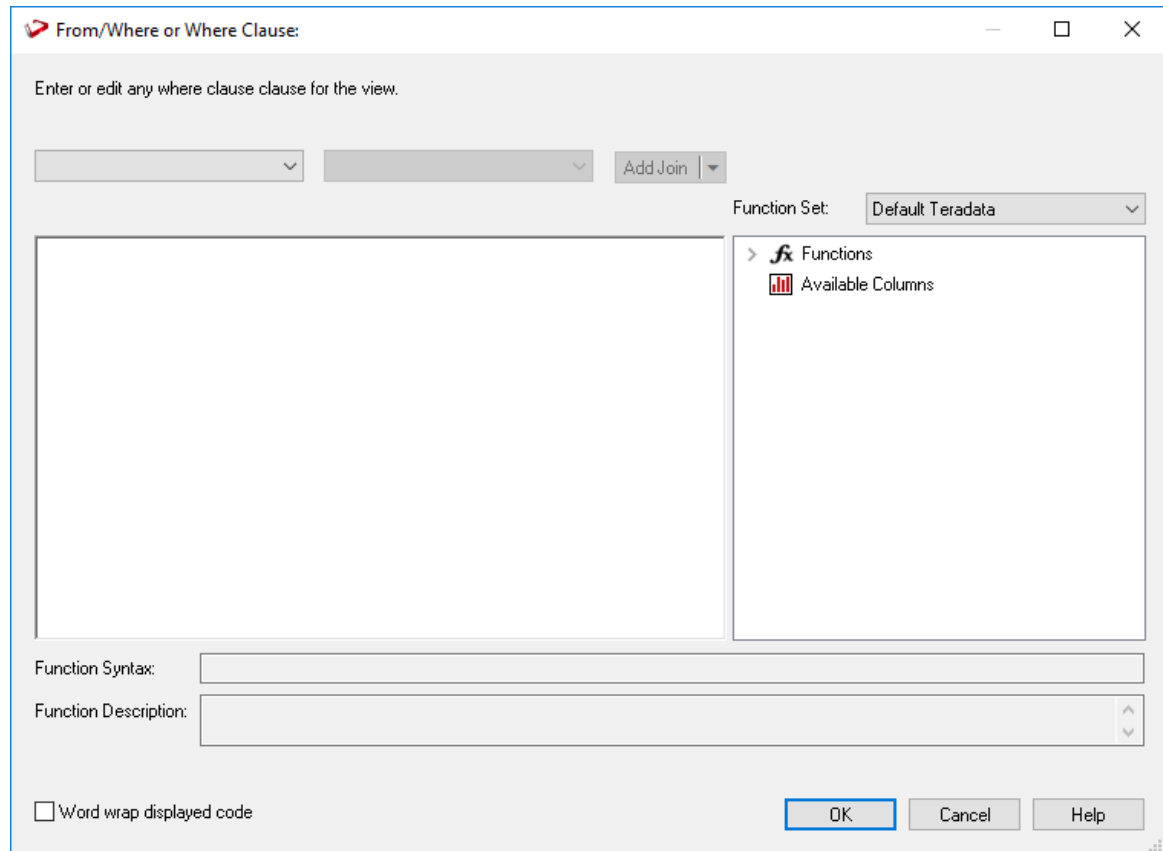 From/Where or Where Clause:
Enter or edit any where clause clause for the view.
Add Join
Function Set: Default Teradata
fx Functions
Available Columns
Function Syntax:
Function Description:
Word wrap displayed code
OK Cancel Help